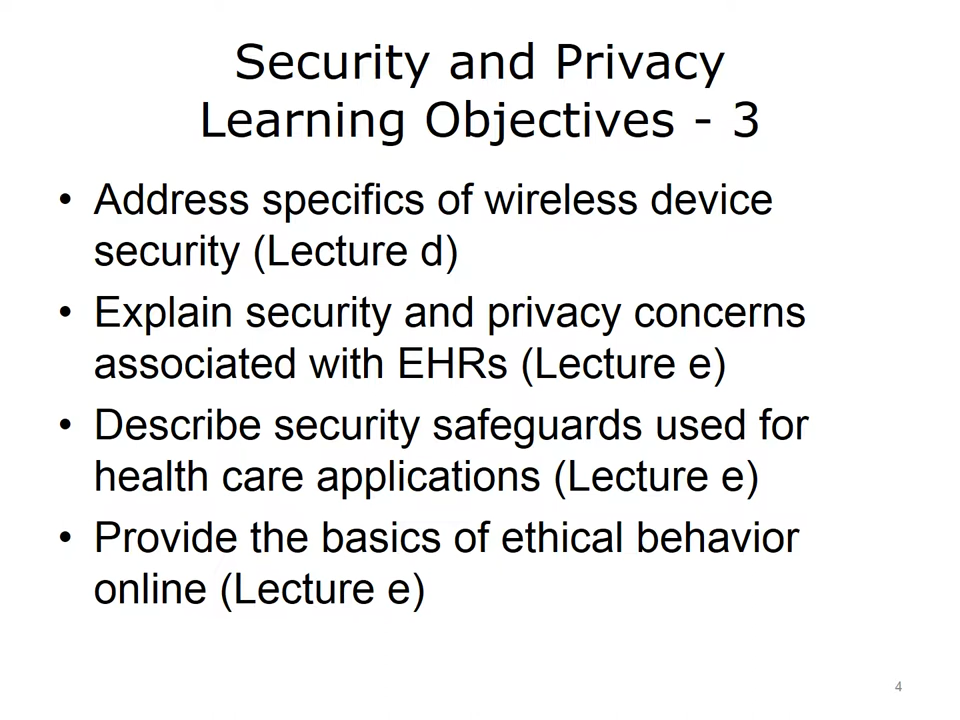 Security and Privacy
Learning Objectives - 3
• Address specifics of wireless device
security (Lecture d)
• Explain security and privacy concerns
associated with EHRs (Lecture e)
• Describe security safeguards used for
health care applications (Lecture e)
• Provide the basics of ethical behavior
online (Lecture e)
4